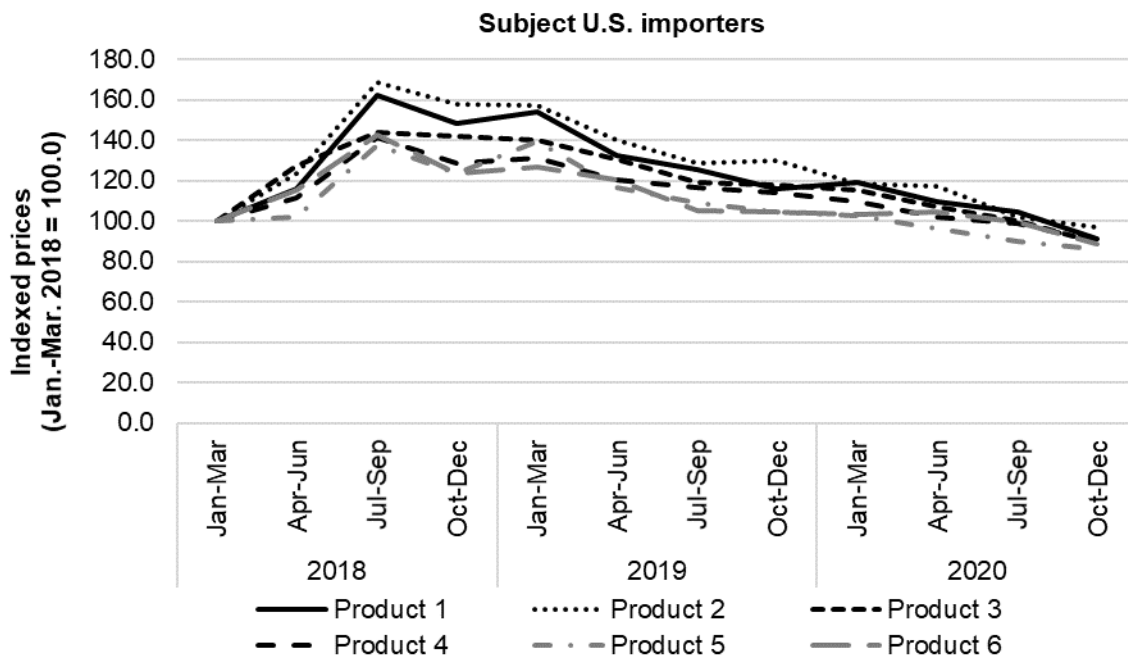 Subject U.S. importers
Indexed prices
(Jan.-Mar. 2018 = 100.0)
180.0
160.0
140.0
120.0
100.0
80.0
60.0
40.0
20.0
0.0
Jan-Mar
Apr-Jun
Jul-Sep
Oct-Dec
Jan-Mar
Apr-Jun
Jul-Sep
Oct-Dec
Jan-Mar
Apr-Jun
Jul-Sep
Oct-Dec
2018 2019 2020
Product 1 Product 2 Product 3
Product 4 Product 5 Product 6